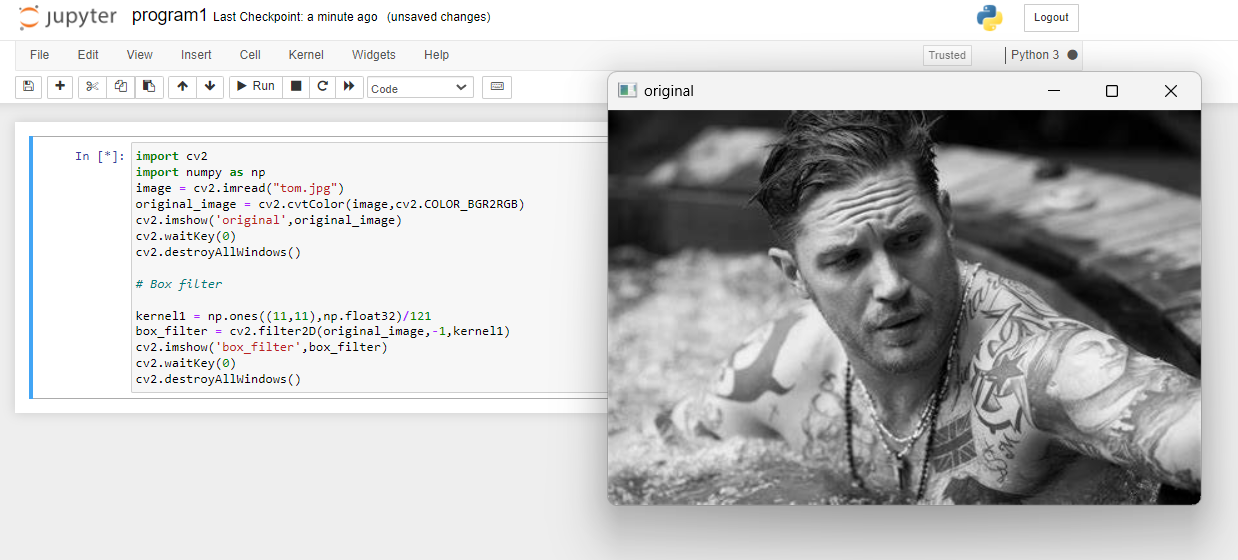 jupyter program1 Last Checkpoint: a minute ago (unsaved changes)
Logout
File Edit View Insert Cell Kernel Widgets Help
Trusted
Python 3
Run
Code
original
In [*]:
import cv2
import numpy as np
image = cv2.imread("tom.jpg")
original_image = cv2.cvtColor(image,cv2.COLOR_BGR2RGB)
cv2.imshow('original',original_image)
cv2.waitKey(0)
cv2.destroyAllWindows()
# Box filter
kernel1 = np.ones((11,11),np.float32)/121
box_filter = cv2.filter2D(original_image,-1,kernel1)
cv2.imshow('box_filter',box_filter)
cv2.waitKey(0)
cv2.destroyAllWindows()